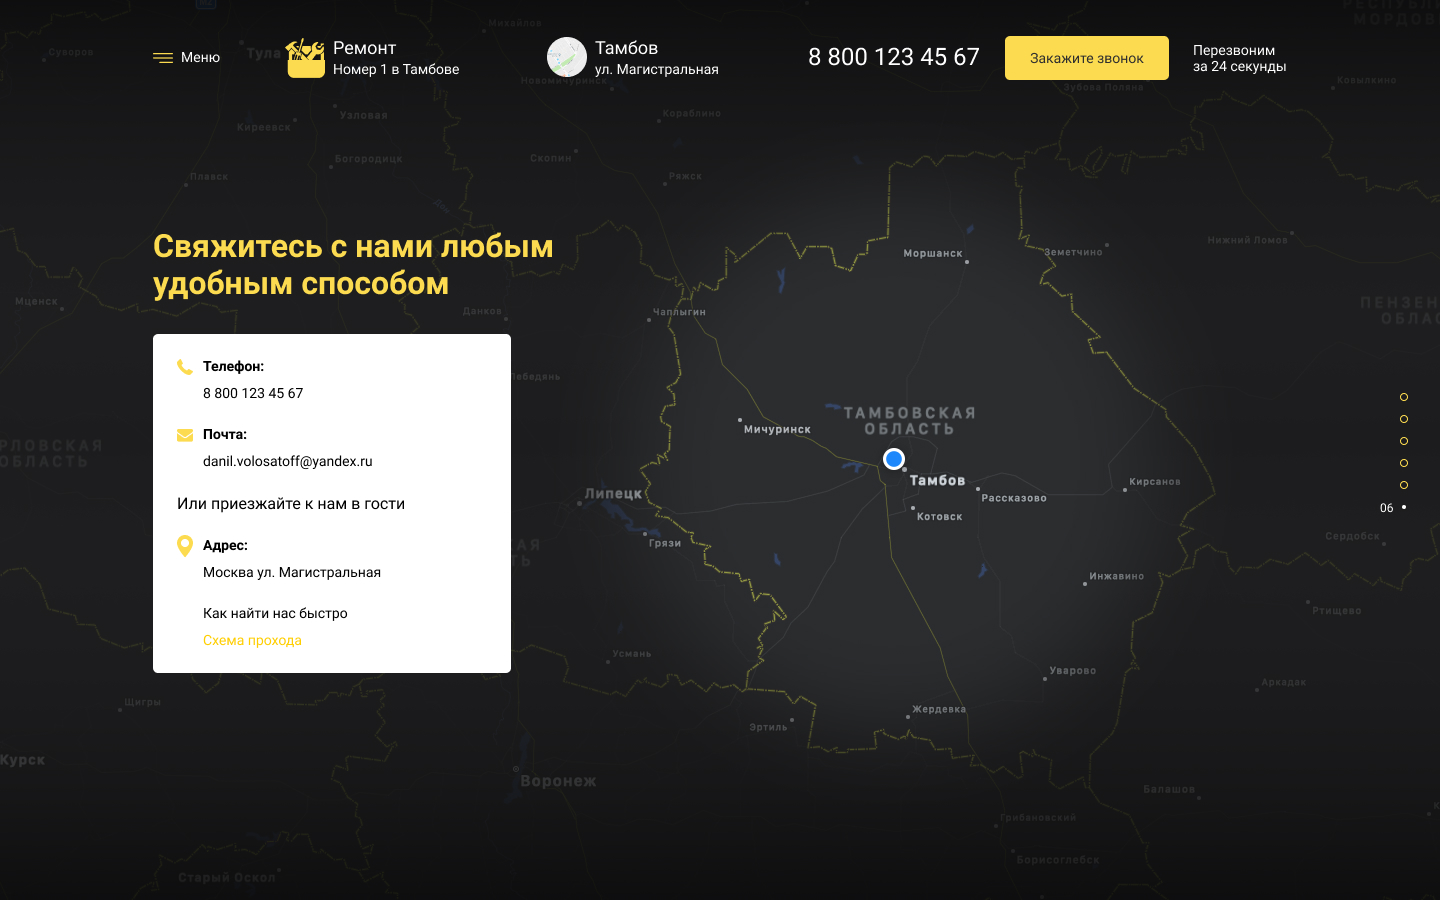 Меню
Ремонт
Номер 1 в Тамбове
Тамбов
ул. Магистральная
8 800 123 45 67
Закажите звонок
Перезвоним
за 24 секунды
Свяжитесь с нами любым
удобным способом
Телефон:
8 800 123 45 67
Почта:
danil.volosatoff@yandex.ru
Или приезжайте к нам в гости
Адрес:
Москва ул. Магистральная
Как найти нас быстро
Схема прохода
06
Михайлов
Суворов
Тула
Новомичуринск
Зубова Поляна
Ковылкино
Узловая
Кораблино
Киреевск
Богородицк
Скопин
Плавск
Ряжск
Моршанск
Земетчино
Нижний Ломов
Мценск
Данков
Чаплыгин
ПЕНЗЕН
ОБЛАС
Лебедянь
ТАМБОВСКАЯ
ОБЛАСТЬ
Мичуринск
РЛОВСКАЯ
ОБЛАСТЬ
Тамбов
Кирсанов
Липецк
Рассказово
Котовск
Грязи
Сердобск
Инжавино
Ртищево
Усмань
Уварово
Аркадак
Щигры
Жердевка
Эртиль
Курск
Воронеж
Балашов
Грибановский
Борисоглебск
Старый Оскол